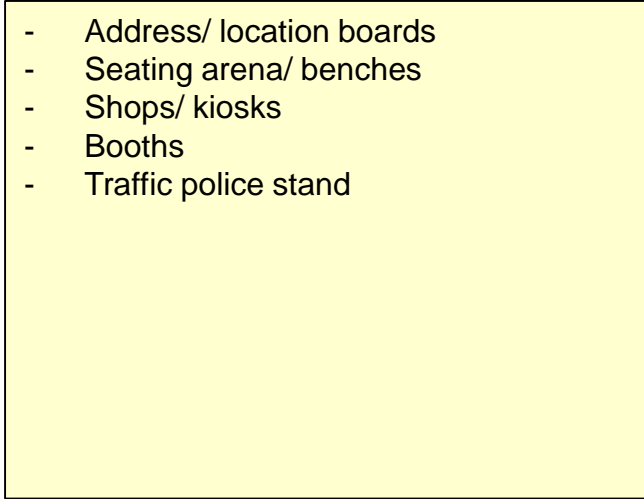 - Address/ location boards
- Seating arena/ benches
- Shops/ kiosks
- Booths
- Traffic police stand